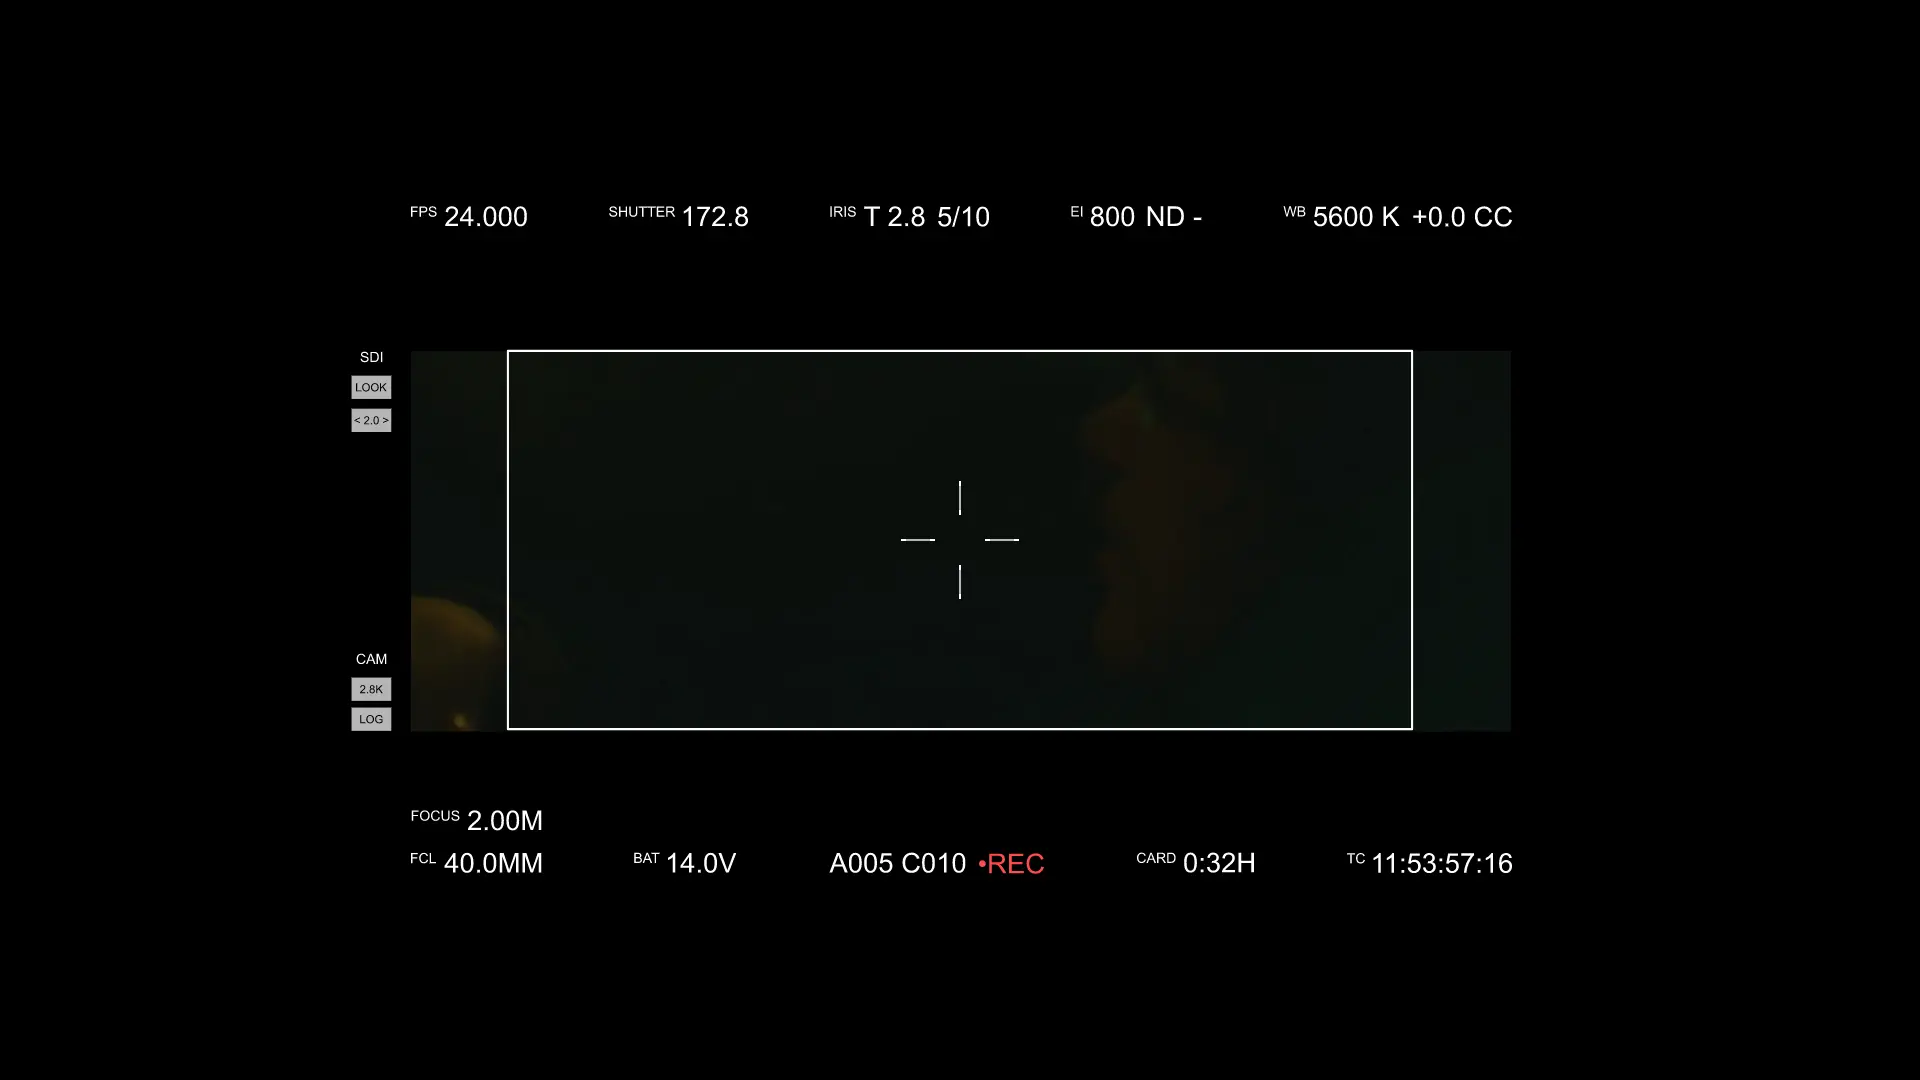 FPS 24.000 SHUTTER 172.8 IRIS T 2.8 5/10 EI 800 ND - WB 5600 K +0.0 CC
SDI
LOOK
< 2.0 >
CAM
2.8K
LOG
FOCUS 2.00M
FCL 40.0MM BAT 14.0V A005 C010 •REC CARD 0:32H TC 11:53:57:16